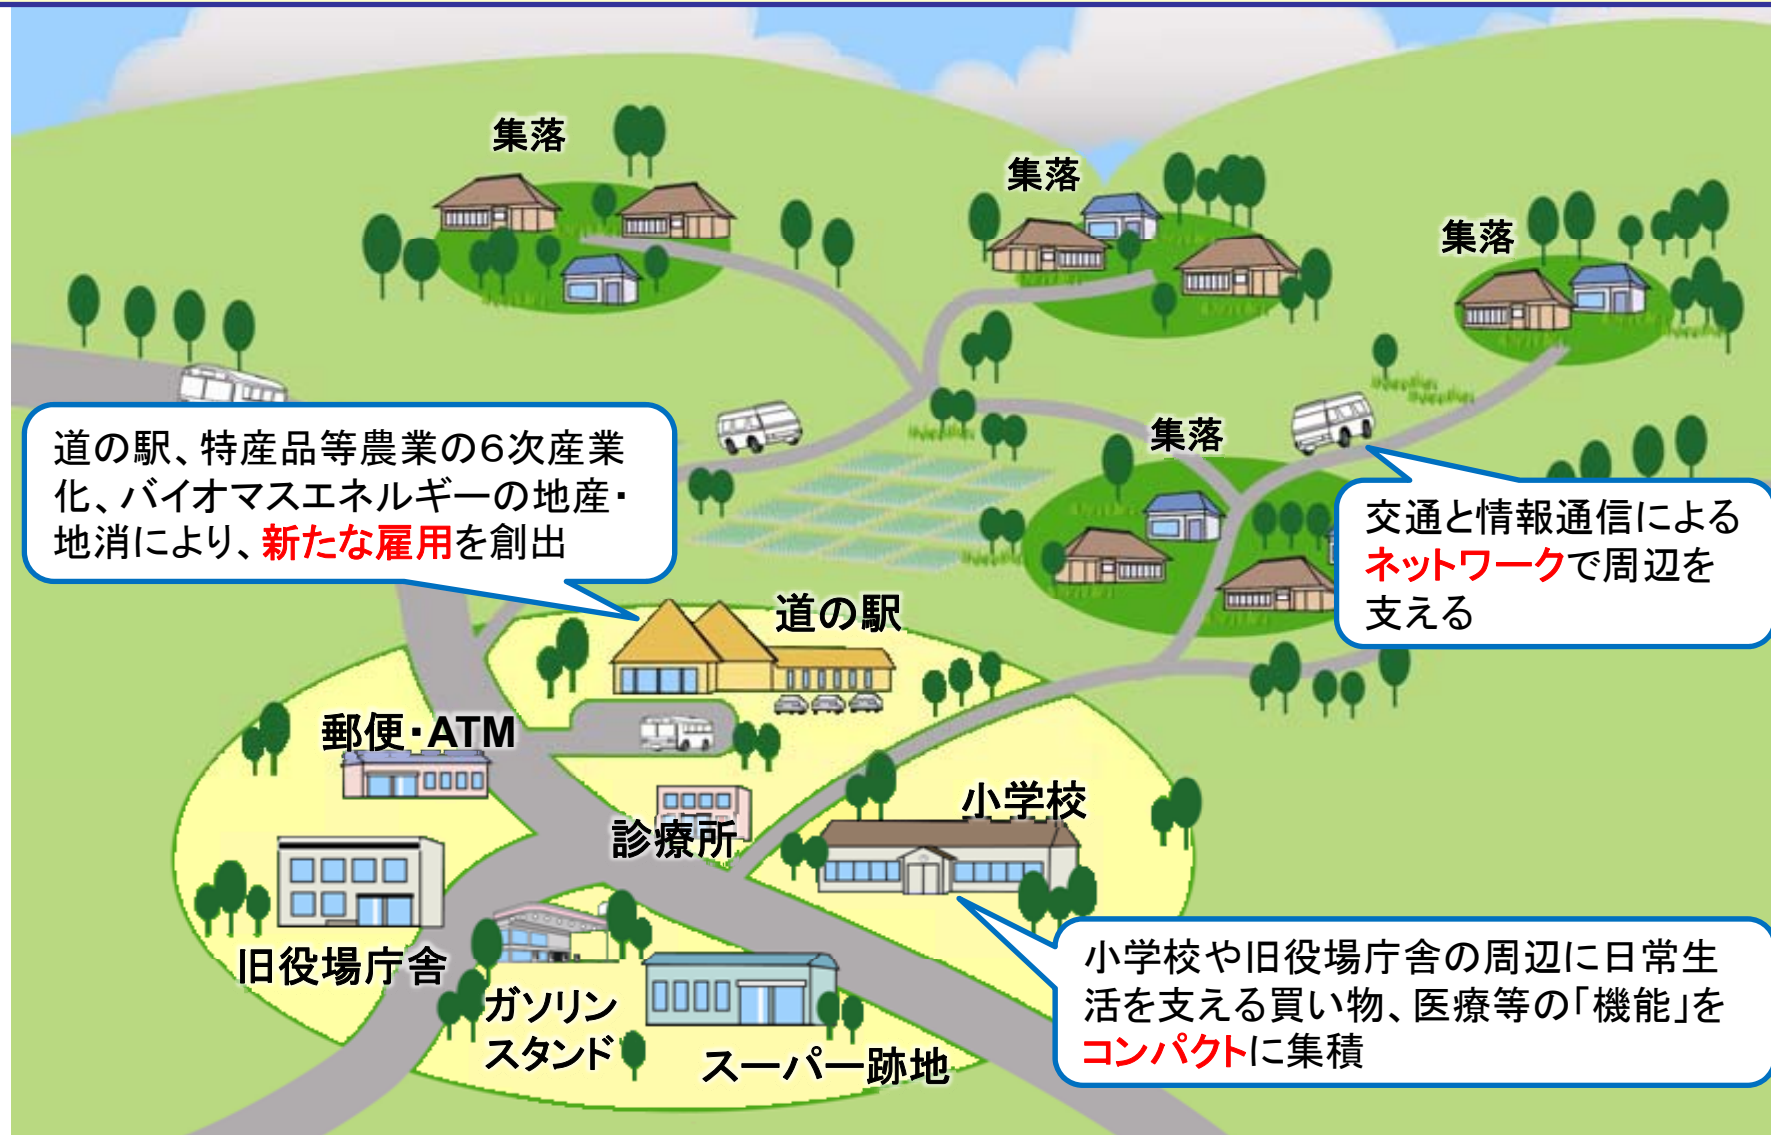 集落
集落
集落
集落
道の駅、特産品等農業の6次産業
化、バイオマスエネルギーの地産・
地消により、新たな雇用を創出
交通と情報通信による
ネットワークで周辺を
支える
道の駅
郵便・ATM
小学校
診療所
旧役場庁舎
ガソリン
スタンド
スーパー跡地
小学校や旧役場庁舎の周辺に日常生
活を支える買い物、医療等の「機能」を
コンパクトに集積